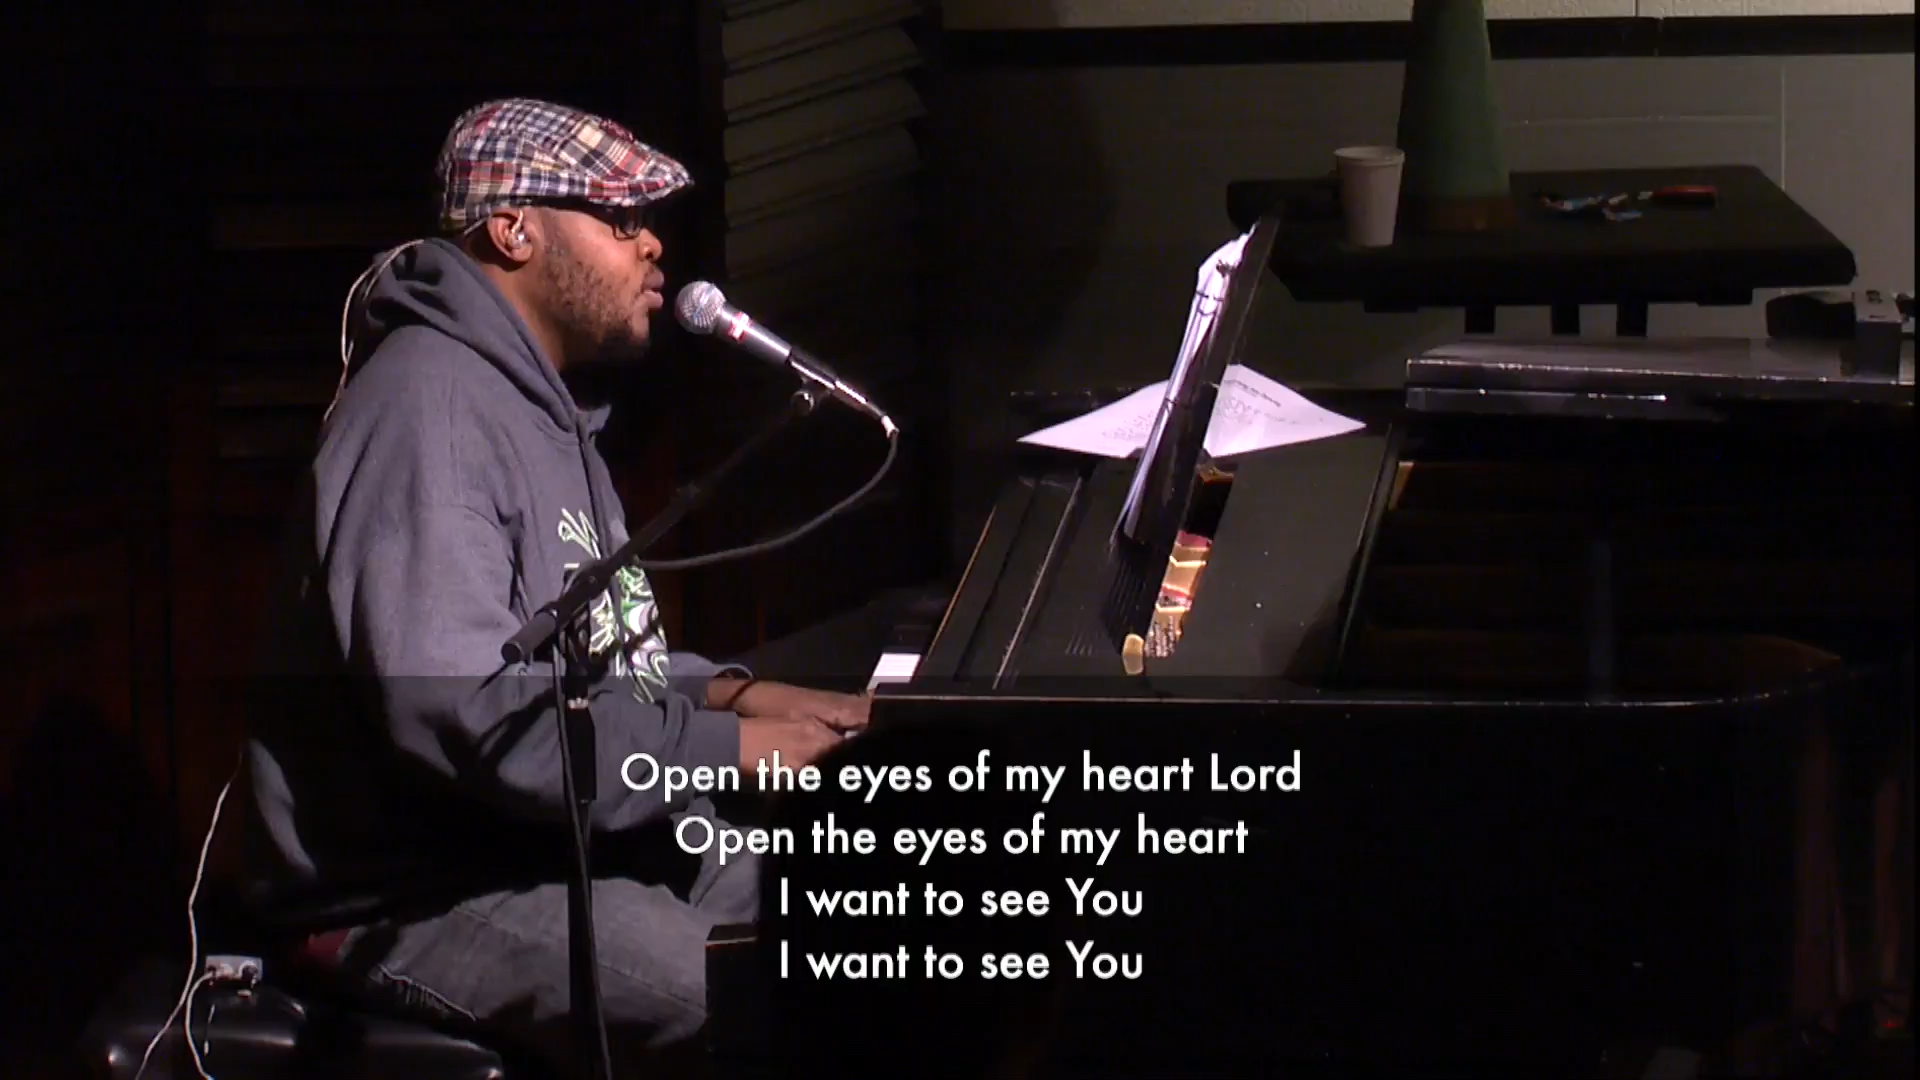 Open the eyes of my heart Lord
Open the eyes of my heart
I want to see You
I want to see You